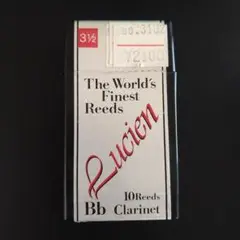 3½
The World's
Finest
Reeds
Lucien
10Reeds
Bb Clarinet